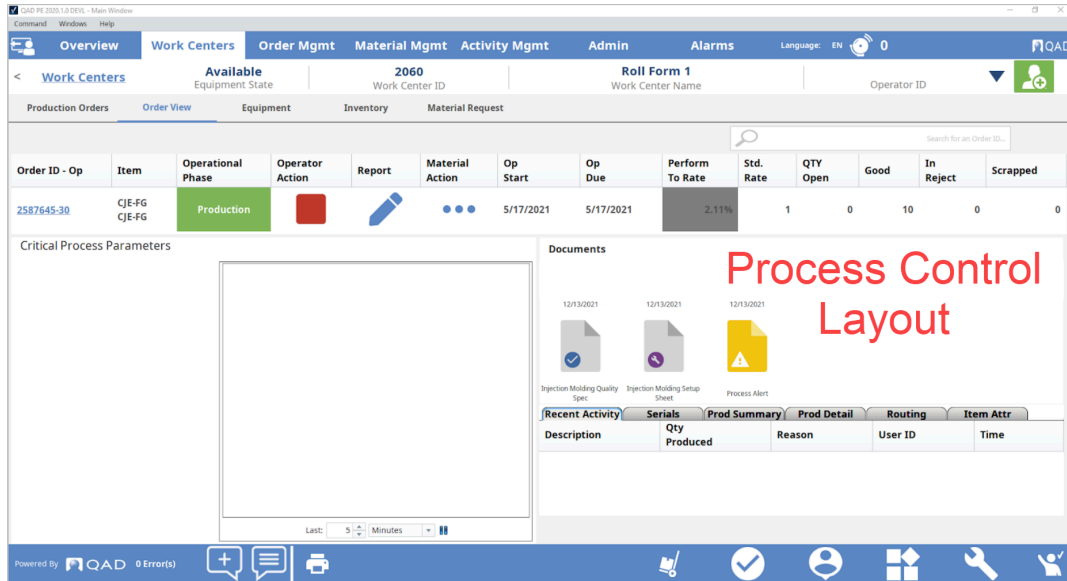 QAD PE 2020.1.0 DEVL - Main Window
Command Windows Help
Overview Work Centers Order Mgmt Material Mgmt Activity Mgmt Admin Alarms Language: EN 0 QAD
< Work Centers Available 2060 Roll Form 1
Equipment State Work Center ID Work Center Name Operator ID
Production Orders Order View Equipment Inventory Material Request
Search for an Order ID...
Order ID - Op Item Operational Phase Operator Action Report Material Action Op Start Op Due Perform To Rate Std. Rate QTY Open Good In Reject Scrapped
2587645-30 CJE-FG Production 5/17/2021 5/17/2021 2.11% 1 0 10 0 0
CJE-FG
Critical Process Parameters
Documents
Process Control
Layout
12/13/2021 12/13/2021 12/13/2021
Injection Molding Quality Spec
Injection Molding Setup Sheet
Process Alert
Recent Activity Serials Prod Summary Prod Detail Routing Item Attr
Description Qty Produced Reason User ID Time
Last: 5 Minutes
Powered By QAD 0 Error(s)